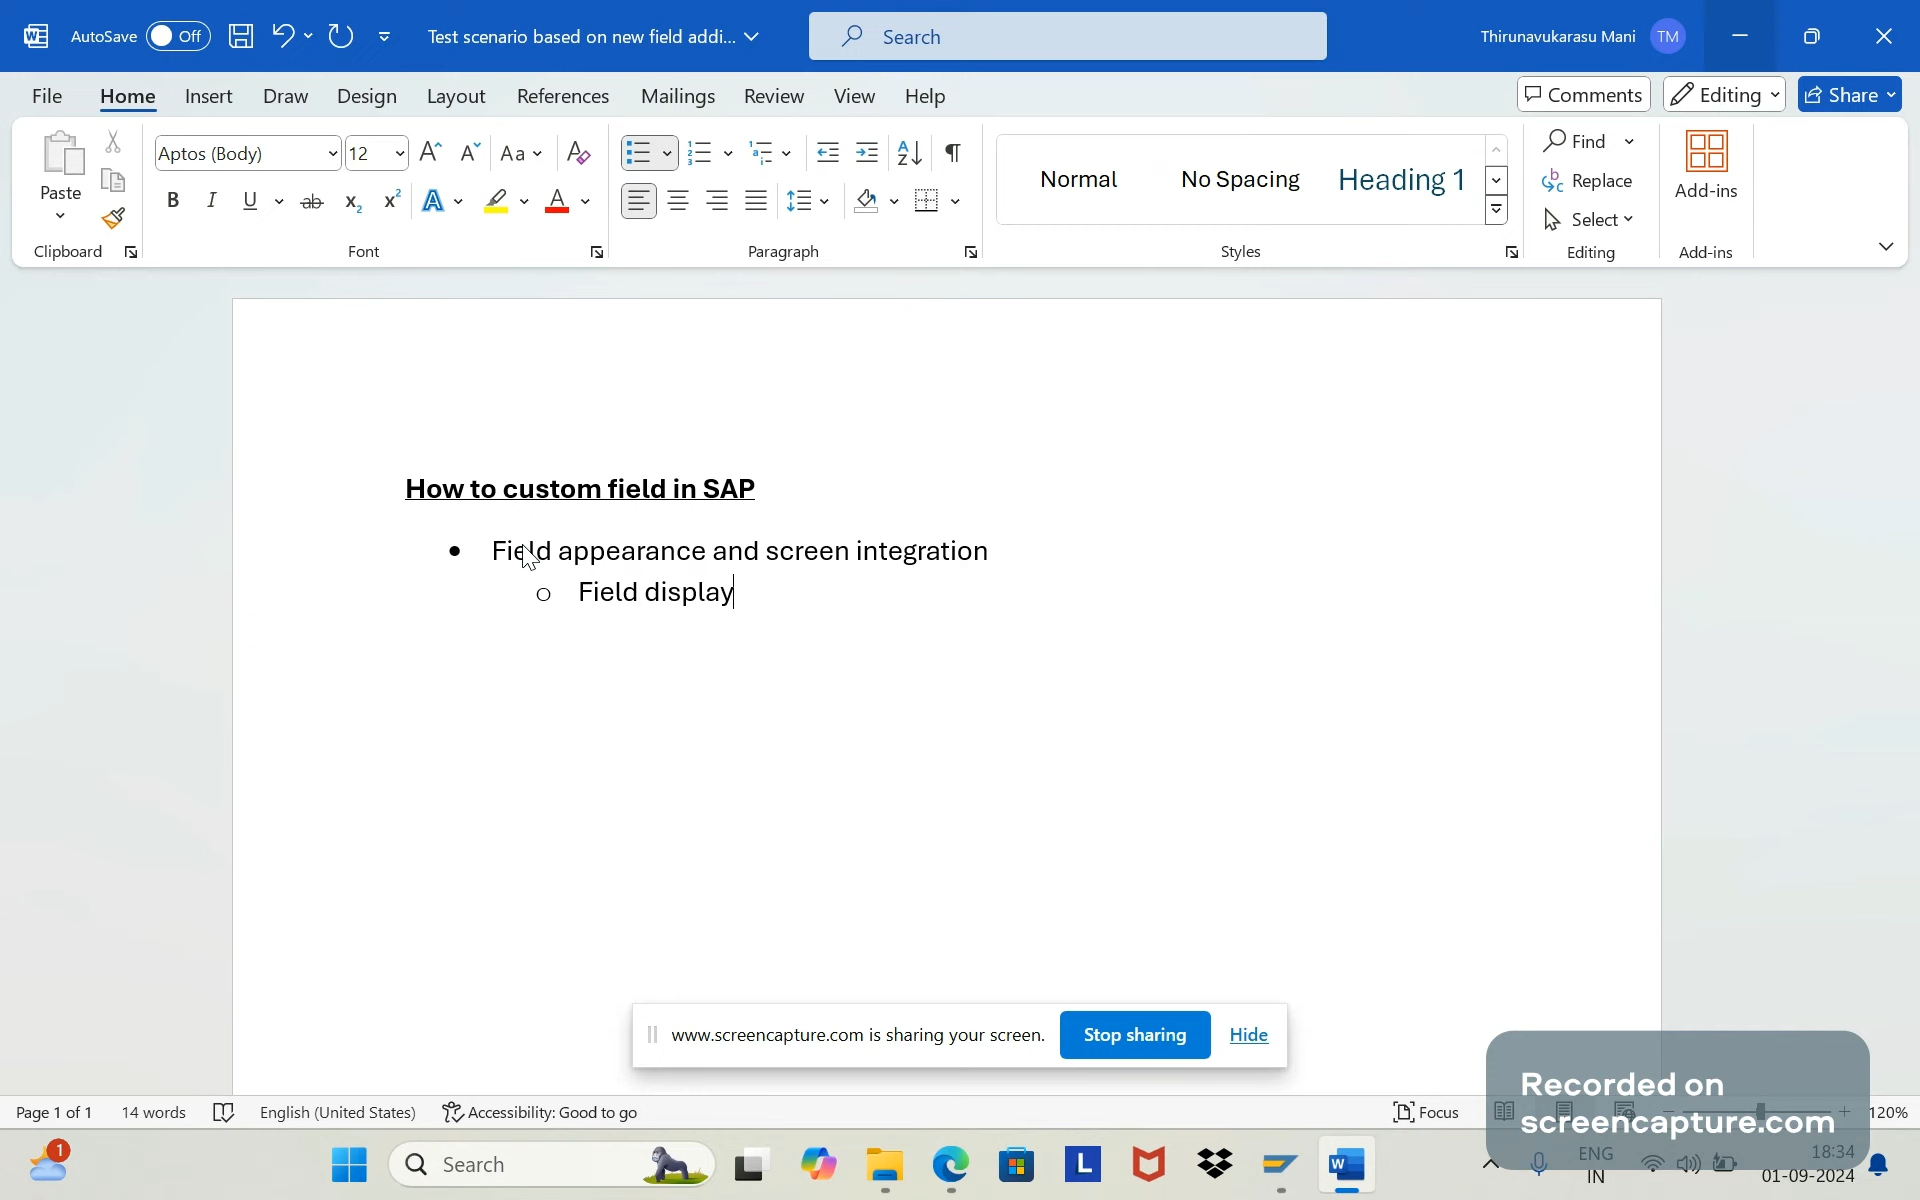 AutoSave Off Test scenario based on new field addi... Search Thirunavukarasu Mani TM
File Home Insert Draw Design Layout References Mailings Review View Help Comments Editing Share
Paste Aptos (Body) 12 Aa Normal No Spacing Heading 1 Find Replace Select Add-ins
Clipboard Font Paragraph Styles Editing Add-ins
How to custom field in SAP
• Field appearance and screen integration
o Field display
www.screencapture.com is sharing your screen. Stop sharing Hide
Recorded on
screencapture.com
Page 1 of 1 14 words English (United States) Accessibility: Good to go Focus 120%
1 Search ENG 18:34
IN 01-09-2024